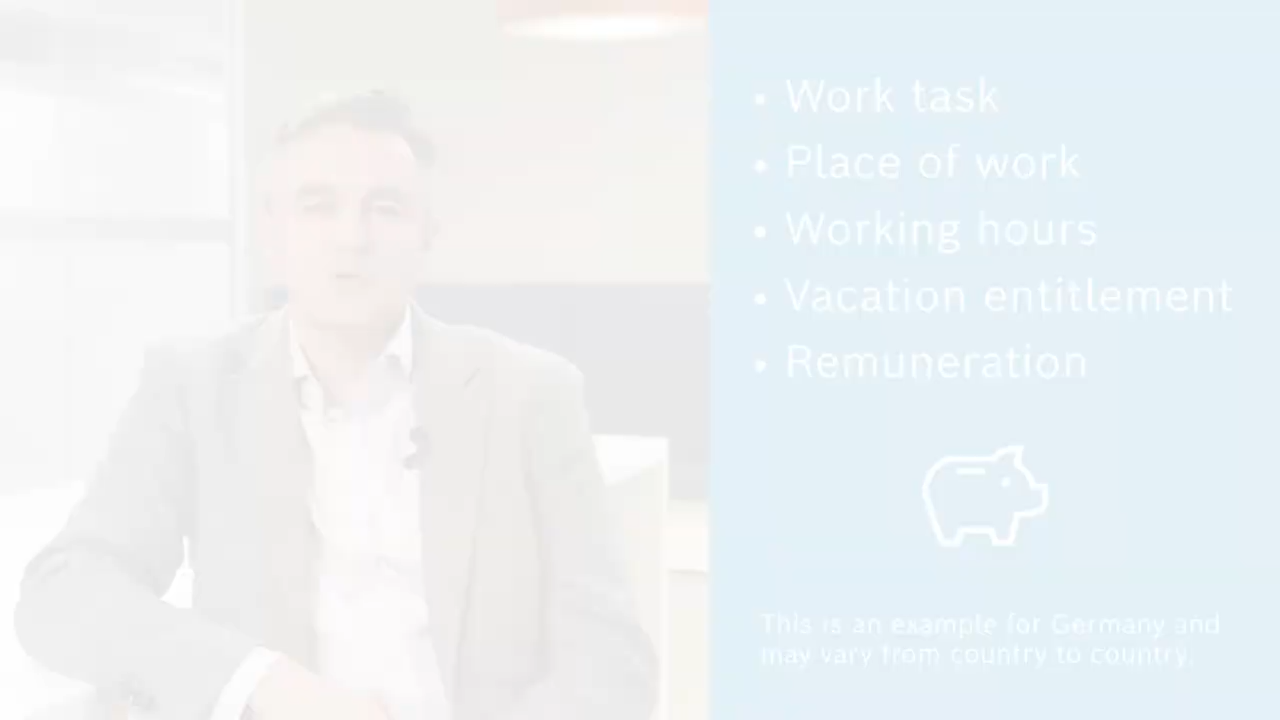 • Work task
• Place of work
• Working hours
• Vacation entitlement
• Remuneration
This is an example for Germany and
may vary from country to country.